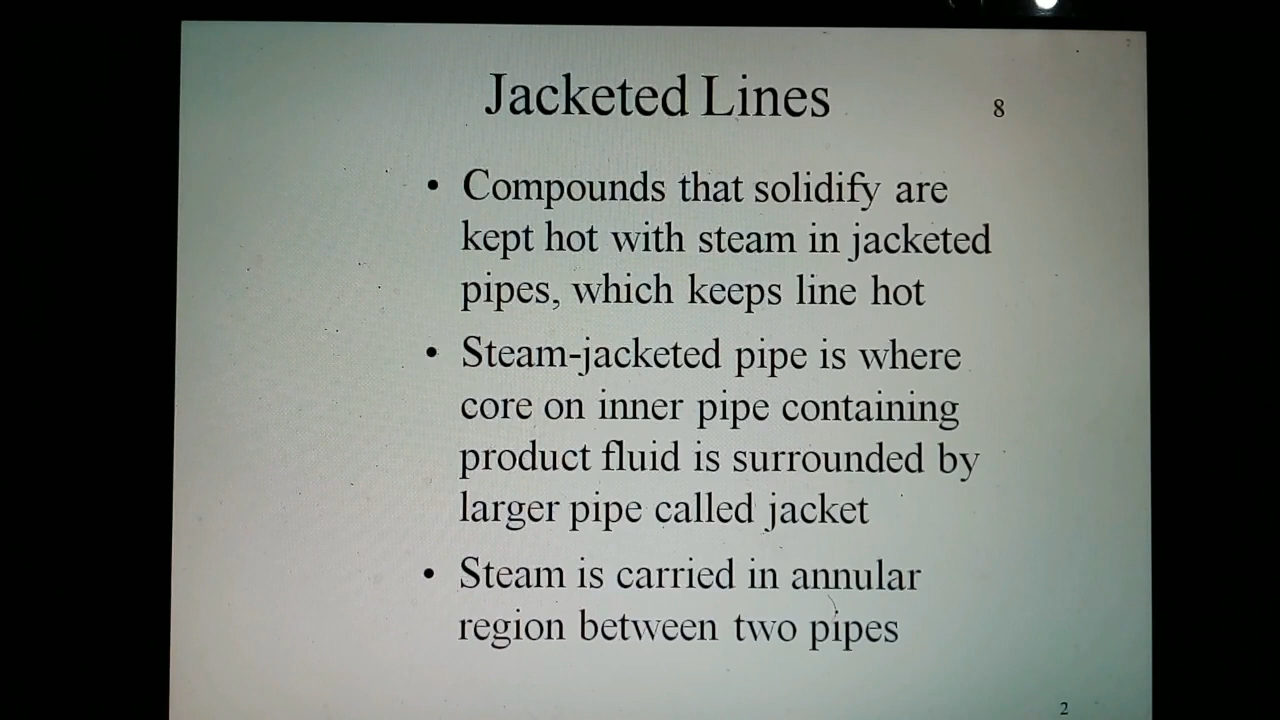 Jacketed Lines
8
• Compounds that solidify are
kept hot with steam in jacketed
pipes, which keeps line hot
• Steam-jacketed pipe is where
core on inner pipe containing
product fluid is surrounded by
larger pipe called jacket
• Steam is carried in annular
region between two pipes
2